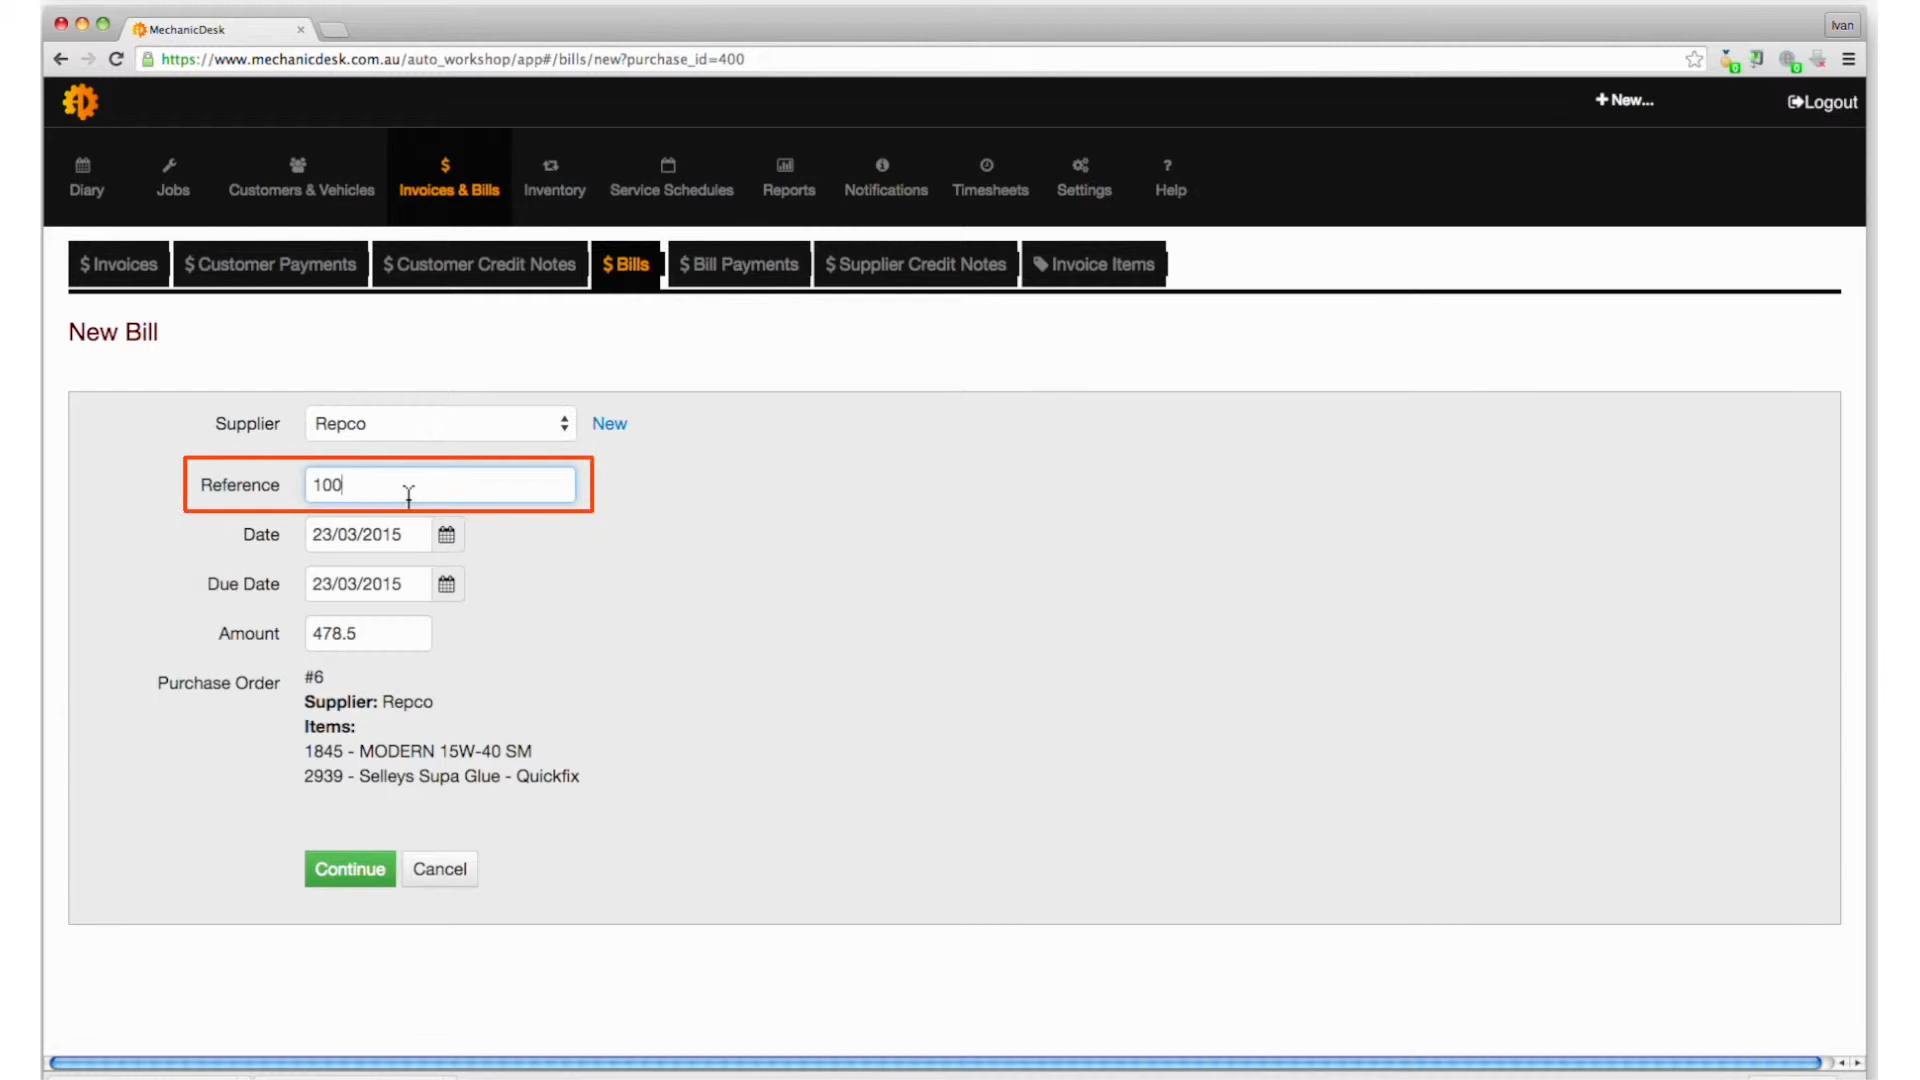 MechanicDesk
Ivan
https://www.mechanicdesk.com.au/auto_workshop/app#/bills/new?purchase_id=400
0
0
New...
Logout
Diary
Jobs
Customers & Vehicles
$
Invoices & Bills
Inventory
Service Schedules
Reports
Notifications
Timesheets
Settings
?
Help
$ Invoices
$ Customer Payments
$ Customer Credit Notes
$ Bills
$ Bill Payments
$ Supplier Credit Notes
Invoice Items
New Bill
Supplier
Repco
New
Reference
100
Date
23/03/2015
Due Date
23/03/2015
Amount
478.5
Purchase Order
#6
Supplier: Repco
Items:
1845 - MODERN 15W-40 SM
2939 - Selleys Supa Glue - Quickfix
Continue
Cancel